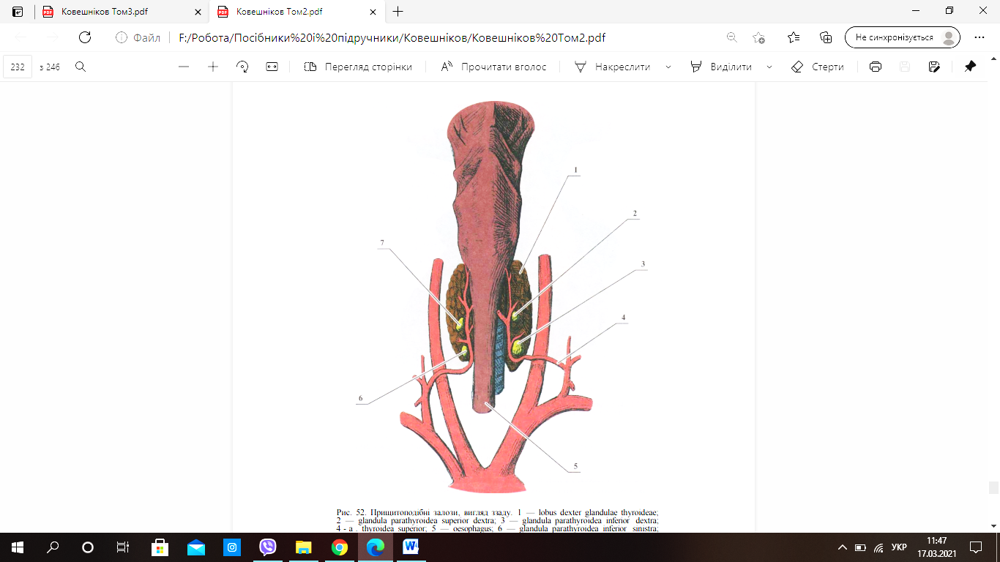 Ковешніков Том3.pdf
Ковешніков Том2.pdf
Файл
F:/Робота/Посібники%20і%20підручники/Ковешніков/Ковешніков%20Том2.pdf
Не синхронізується
232 з 246
Перегляд сторінки
Прочитати вголос
Накреслити
Виділити
Стерти
1
2
7
3
4
6
5
Рис. 52. Прищитоподібні залози, вигляд ззаду. 1 — lobus dexter glandulae thyroideae;
2 — glandula parathyroidea superior dextra; 3 — glandula parathyroidea inferior dextra;
4 - a . thyroidea superior; 5 — oesophagus; 6 — glandula parathyroidea inferior sinistra;
УКР
11:47
17.03.2021